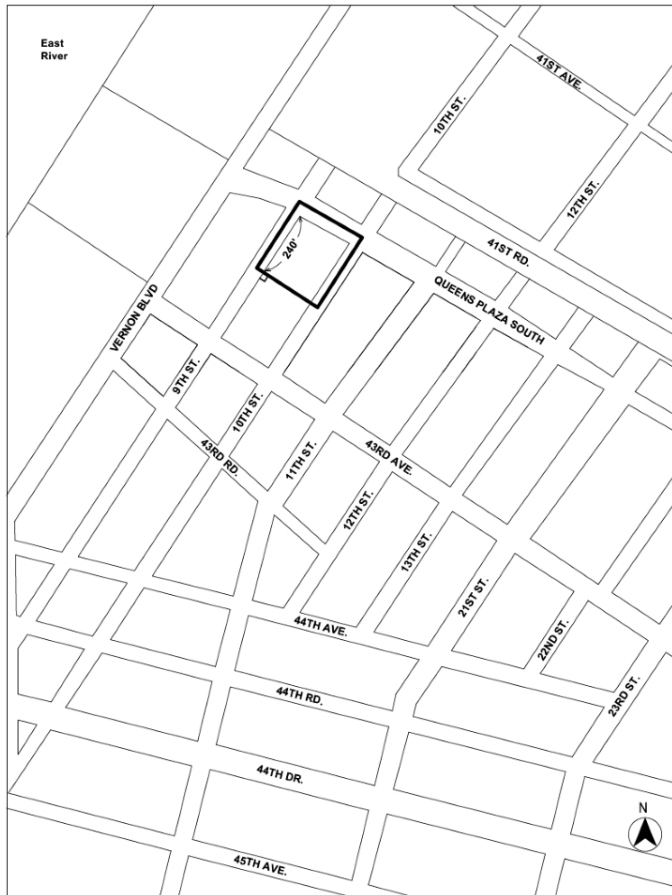 East
River
41ST AVE.
10TH ST.
12TH ST.
41ST RD.
240'
QUEENS PLAZA SOUTH
VERNON BLVD
9TH ST.
10TH ST.
43RD RD.
11TH ST.
43RD AVE.
12TH ST.
13TH ST.
21ST ST.
22ND ST.
23RD ST.
44TH AVE.
44TH RD.
44TH DR.
45TH AVE.
N